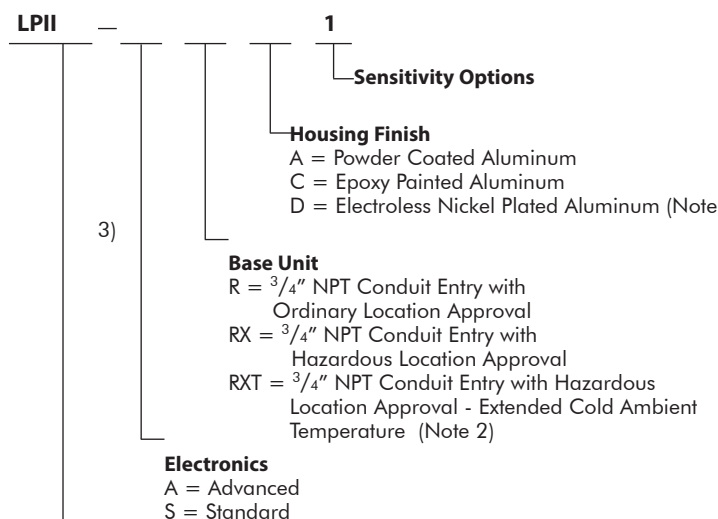 LPII – 1
Sensitivity Options
Housing Finish
A = Powder Coated Aluminum
C = Epoxy Painted Aluminum
D = Electroless Nickel Plated Aluminum (Note
3)
Base Unit
R = 3/4″ NPT Conduit Entry with
Ordinary Location Approval
RX = 3/4″ NPT Conduit Entry with
Hazardous Location Approval
RXT = 3/4″ NPT Conduit Entry with Hazardous
Location Approval - Extended Cold Ambient
Temperature (Note 2)
Electronics
A = Advanced
S = Standard